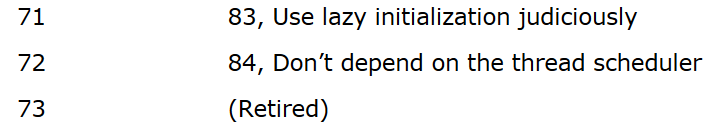 71 83, Use lazy initialization judiciously
72 84, Don’t depend on the thread scheduler
73 (Retired)